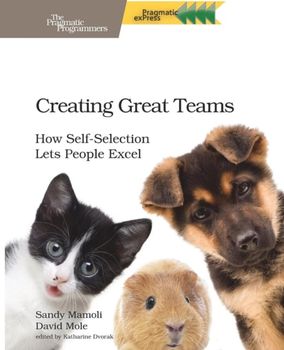 The
Pragmatic
Programmers
Pragmatic
exPress
Creating Great Teams
How Self-Selection
Lets People Excel
Sandy Mamoli
David Mole
edited by Katharine Dvorak